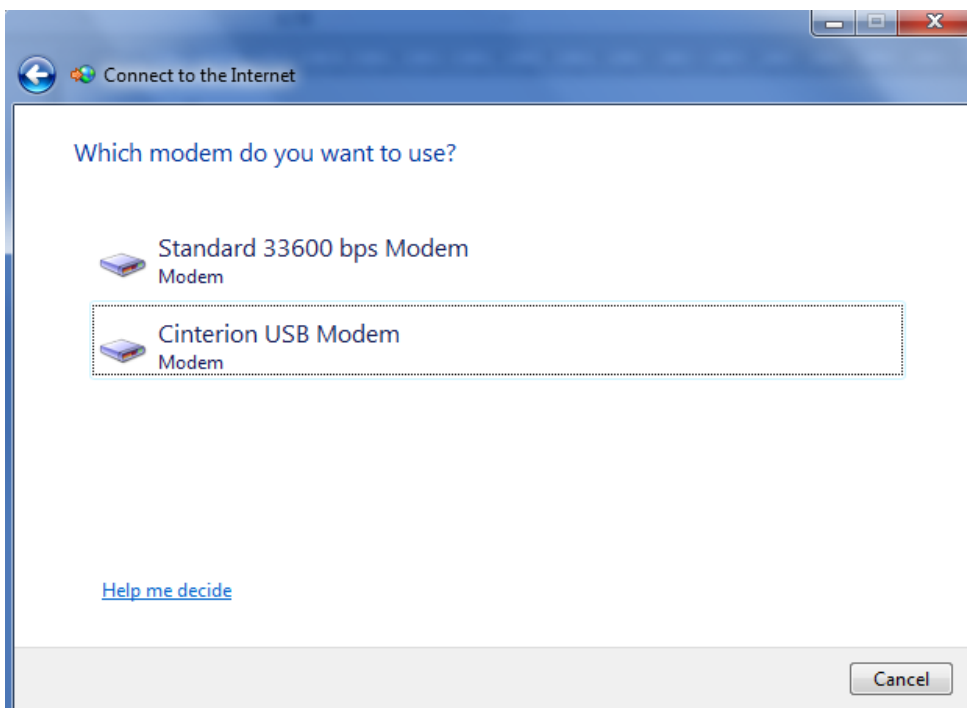 Connect to the Internet
Which modem do you want to use?
Standard 33600 bps Modem
Modem
Cinterion USB Modem
Modem
Help me decide
Cancel